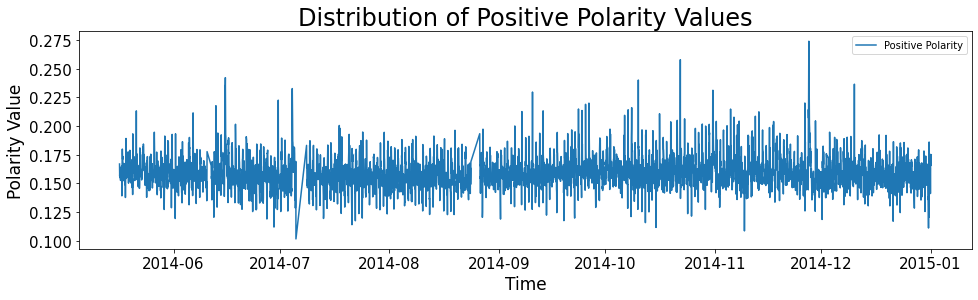 Distribution of Positive Polarity Values
Positive Polarity
Polarity Value
0.275
0.250
0.225
0.200
0.175
0.150
0.125
0.100
2014-06 2014-07 2014-08 2014-09 2014-10 2014-11 2014-12 2015-01
Time